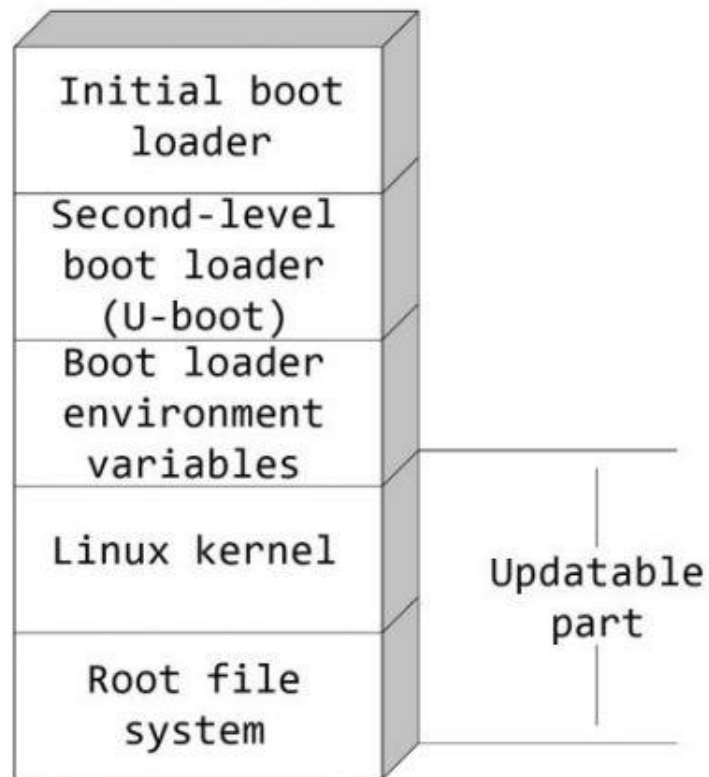 Initial boot
loader
Second-level
boot loader
(U-boot)
Boot loader
environment
variables
Linux kernel
Updatable
part
Root file
system